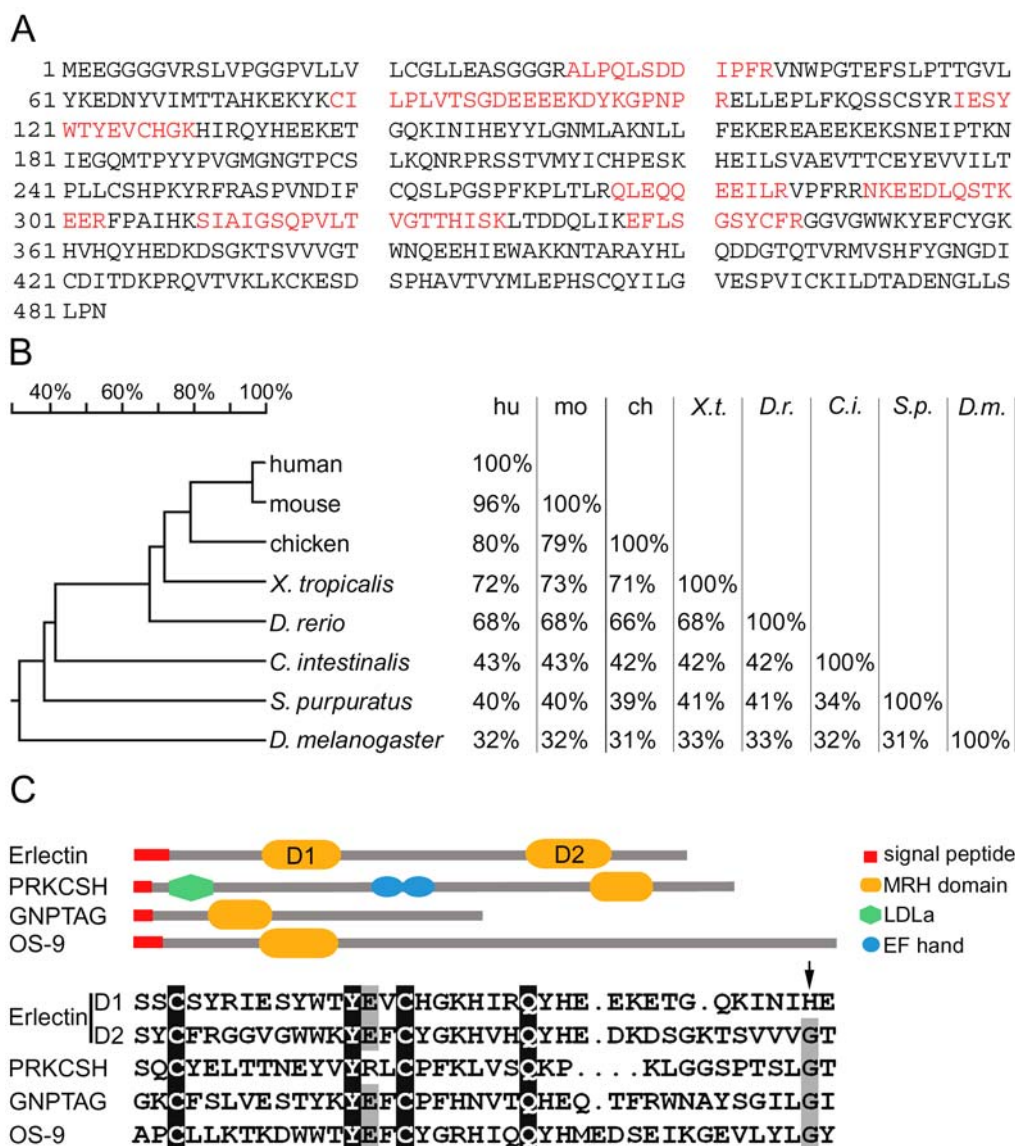 A
1 MEEGGGGVRSLVPGGPVLLV LCGLLEASGGGRALPQLSDD IPFRVNWPGTEFSLPTTGVL
61 YKEDNYVIMTTAHKEKYKCI LPLVTSGDEEEEKDYKGPNP RELLEPLFKQSSCSYRIESY
121 WTYEVCHGKHIRQYHEEKET GQKINIHEYYLGNMLAKNLL FEKEREAEEKEKSNEIPTKN
181 IEGQMTPYYPVGMGNGTPCS LKQNRPRSSTVMYICHPESK HEILSVAEVTTCEYEVVILT
241 PLLCSHPKYRFRASPVNDIF CQSLPGSPFKPLTLRQLEQQ EEILRVPFRRNKEEDLQSTK
301 EERFPAIHKSIAIGSQPVLT VGTTHISKLTDDQLIKEFLS GSYCFRGGVGWWKYEFCYGK
361 HVHQYHEDKDSGKTSVVVGT WNQEEHIEWAKKNTARAYHL QDDGTQTVRMVSHFYGNGDI
421 CDITDKPRQVTVKLKCKESD SPHAVTVYMLEPHSCQYILG VESPVICKILDTADENGLLS
481 LPN
B
40% 60% 80% 100% hu mo ch X.t. D.r. C.i. S.p. D.m.
human 100%
mouse 96% 100%
chicken 80% 79% 100%
X. tropicalis 72% 73% 71% 100%
D. rerio 68% 68% 66% 68% 100%
C. intestinalis 43% 43% 42% 42% 42% 100%
S. purpuratus 40% 40% 39% 41% 41% 34% 100%
D. melanogaster 32% 32% 31% 33% 33% 32% 31% 100%
C
Erlectin D1 D2
PRKCSH
GNPTAG
OS-9
signal peptide
MRH domain
LDLa
EF hand
Erlectin
D1 SSCSYRIESYWTYEVCHGKHIRQYHE.EKETG.QKINIHE
D2 SYCFRGGVGWWKYEFCYGKHVHQYHE.DKDSGKTSVVVGT
PRKCSH SQCYELTTNEYVYRLCPFKLVSQKP....KLGGSPTSLGT
GNPTAG GKCFSLVESTYKYEFCPFHNVTQHEQ.TFRWNAYSGILGI
OS-9 APCLLKTKDWWTYEFCYGRHIQQYHMEDSEIKGEVLYLGY